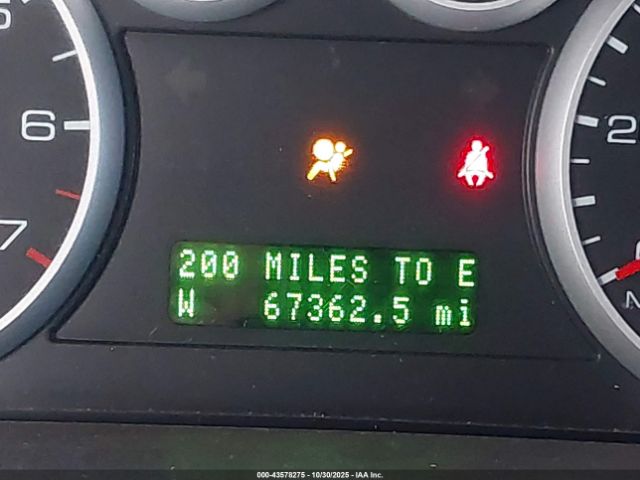 6
7
2
200 MILES TO E
W 67362.5 mi
000-43578275 - 10/30/2025 - IAA Inc.